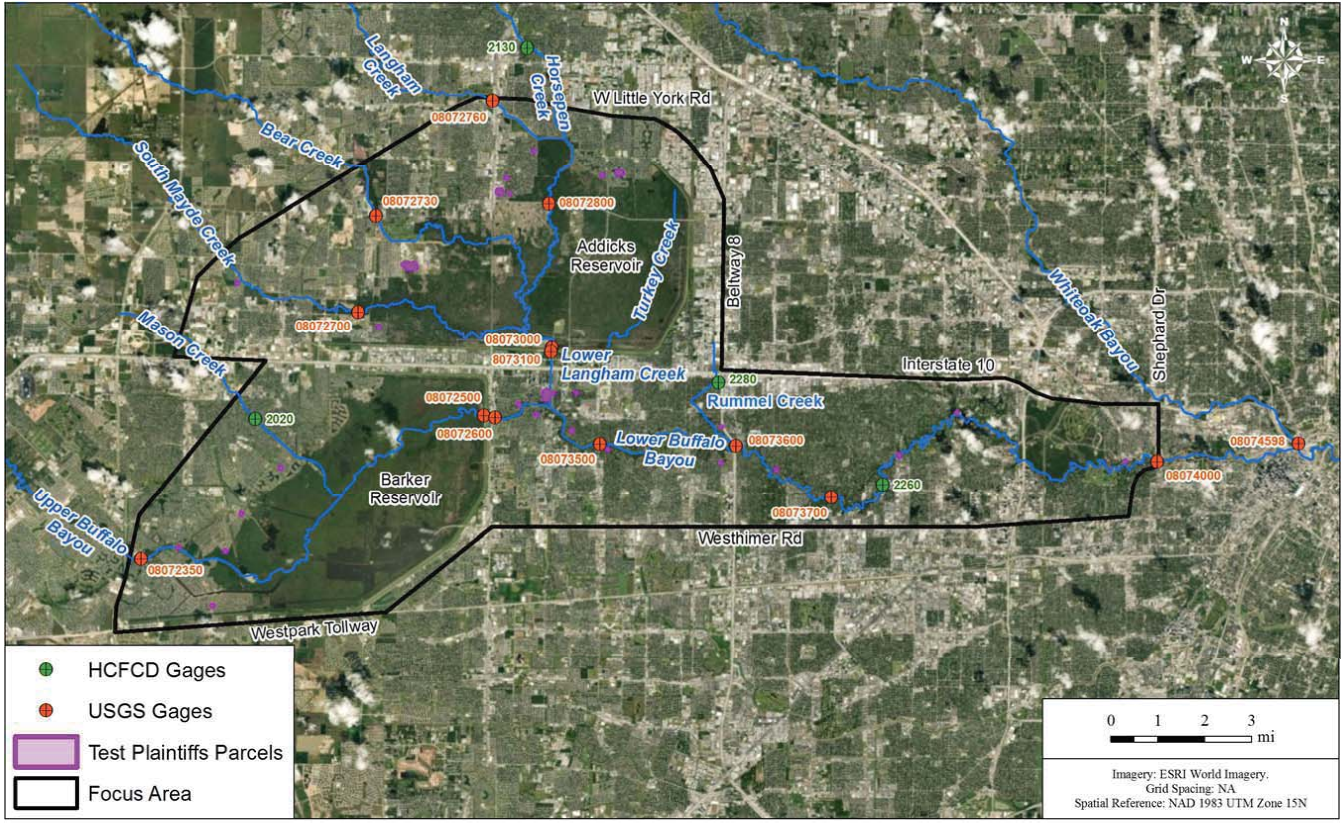 2130
Langham
Creek
Horsepen
Creek
W Little York Rd
N
W
E
S
08072760
Bear Creek
South Mayde Creek
08072730
08072800
Addicks
Reservoir
Turkey Creek
Beltway 8
Whiteoak Bayou
Shephard Dr
Mason Creek
08072700
08073000
8073100
Lower
Langham Creek
Interstate 10
2280
Rummel Creek
2020
08072500
08072600
08073500
Lower Buffalo
Bayou
08073600
08074598
08074000
Barker
Reservoir
2260
08073700
Upper Buffalo
Bayou
08072350
Westhimer Rd
Westpark Tollway
HCFCD Gages
USGS Gages
Test Plaintiffs Parcels
Focus Area
0 1 2 3
mi
Imagery: ESRI World Imagery.
Grid Spacing: NA
Spatial Reference: NAD 1983 UTM Zone 15N